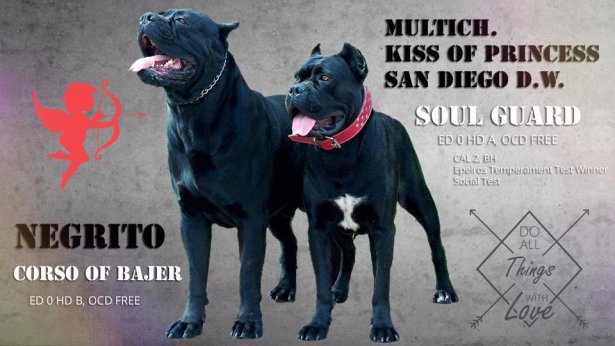 MULTICH.
KISS OF PRINCESS
SAN DIEGO D.W.
SOUL GUARD
ED 0 HD A, OCD FREE
CAL 2, BH
Epeiros Temperament Test Winner
Social Test
NEGRITO
CORSO OF BAJER
ED 0 HD B, OCD FREE
DO
ALL
Things
WITH
Love